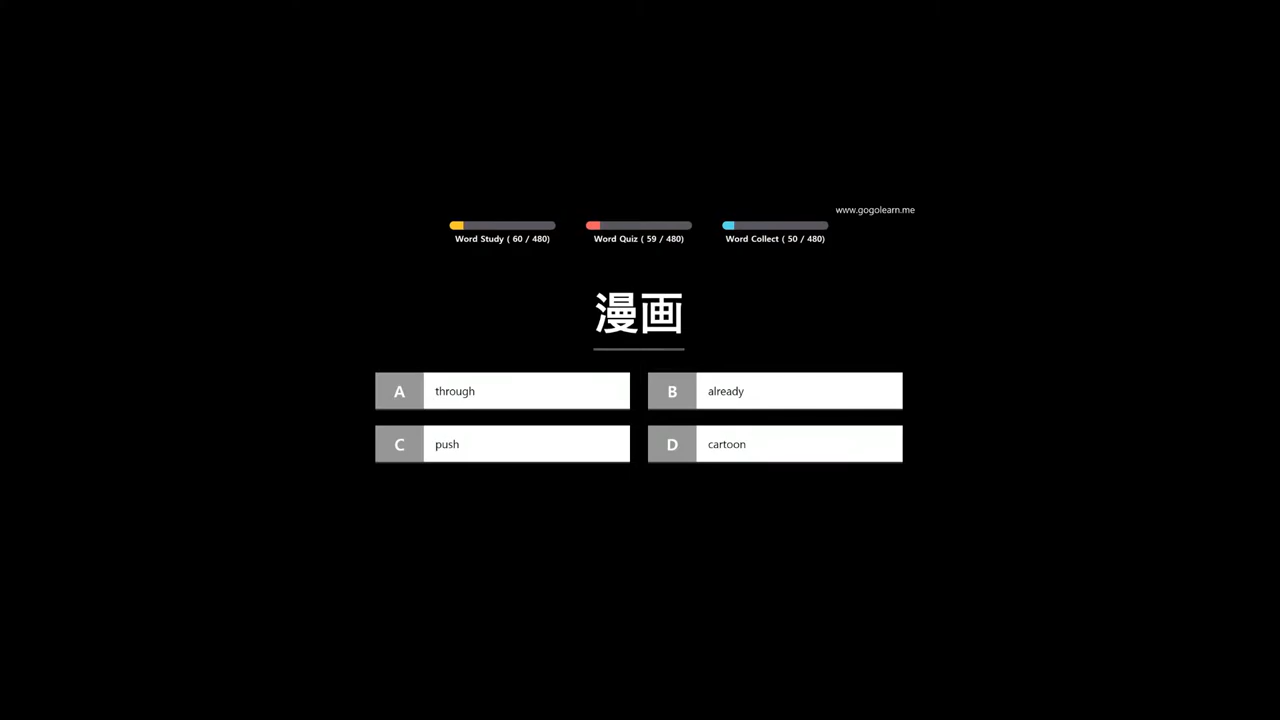 www.gogolearn.me
Word Study ( 60 / 480)
Word Quiz ( 59 / 480)
Word Collect ( 50 / 480)
漫画
A through
B already
C push
D cartoon